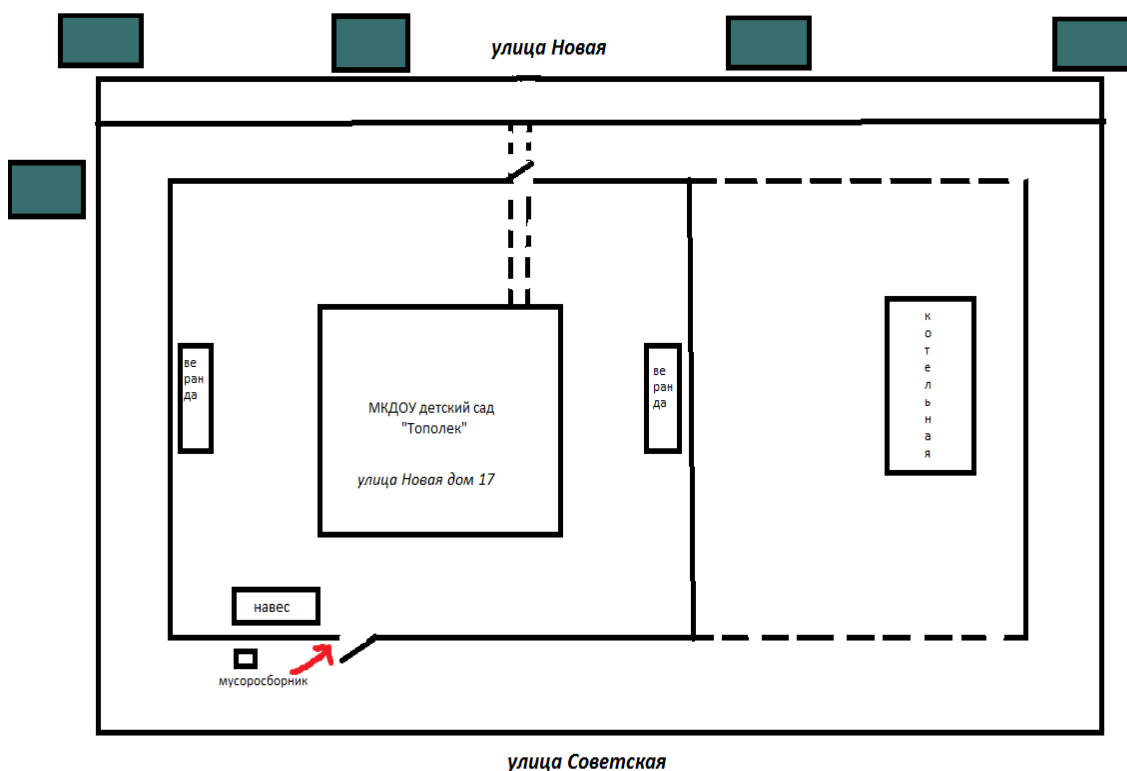 улица Новая
ве
ран
да
МКДОУ детский сад
"Тополек"
улица Новая дом 17
ве
ран
да
к
о
т
е
л
ь
н
а
я
навес
мусоросборник
улица Советская